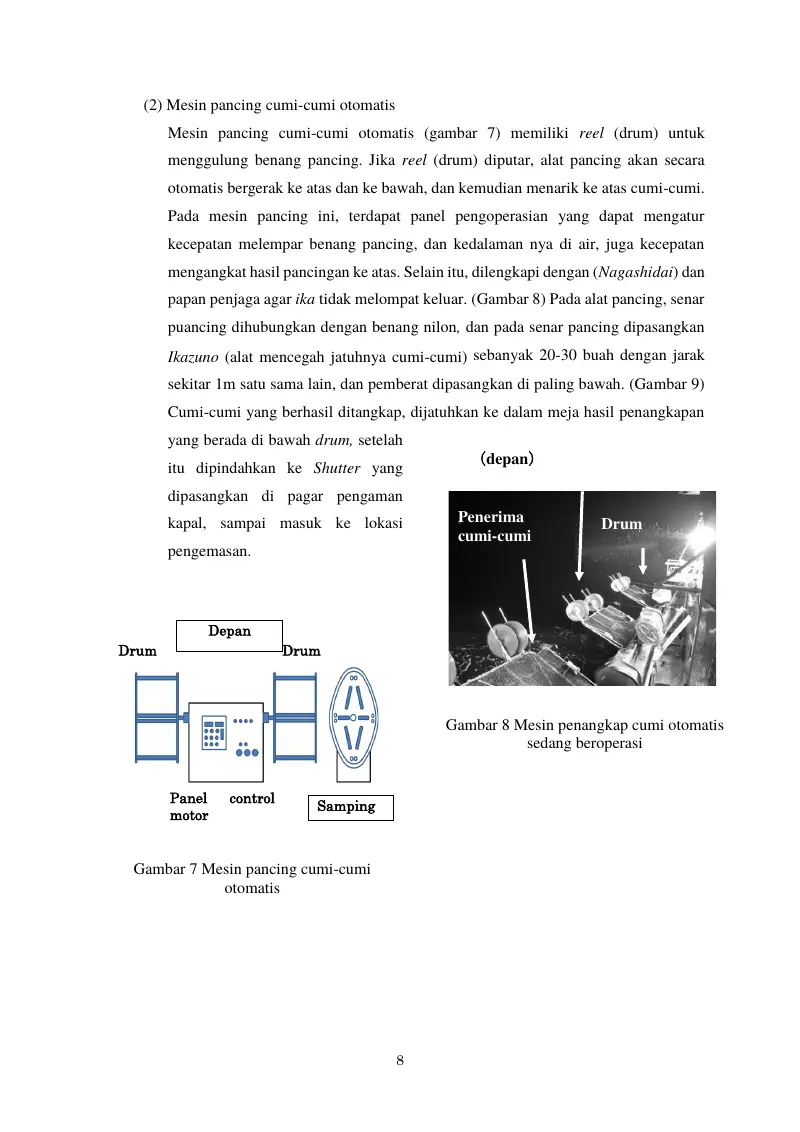 (2) Mesin pancing cumi-cumi otomatis
Mesin pancing cumi-cumi otomatis (gambar 7) memiliki reel (drum) untuk
menggulung benang pancing. Jika reel (drum) diputar, alat pancing akan secara
otomatis bergerak ke atas dan ke bawah, dan kemudian menarik ke atas cumi-cumi.
Pada mesin pancing ini, terdapat panel pengoperasian yang dapat mengatur
kecepatan melempar benang pancing, dan kedalaman nya di air, juga kecepatan
mengangkat hasil pancingan ke atas. Selain itu, dilengkapi dengan (Nagashidai) dan
papan penjaga agar ika tidak melompat keluar. (Gambar 8) Pada alat pancing, senar
puancing dihubungkan dengan benang nilon, dan pada senar pancing dipasangkan
Ikazuno (alat mencegah jatuhnya cumi-cumi) sebanyak 20-30 buah dengan jarak
sekitar 1m satu sama lain, dan pemberat dipasangkan di paling bawah. (Gambar 9)
Cumi-cumi yang berhasil ditangkap, dijatuhkan ke dalam meja hasil penangkapan
yang berada di bawah drum, setelah
itu dipindahkan ke Shutter yang
dipasangkan di pagar pengaman
kapal, sampai masuk ke lokasi
pengemasan.
（depan）
Penerima
cumi-cumi
Drum
Depan
Drum
Drum
Panel control
motor
Samping
Gambar 8 Mesin penangkap cumi otomatis
sedang beroperasi
Gambar 7 Mesin pancing cumi-cumi
otomatis
8